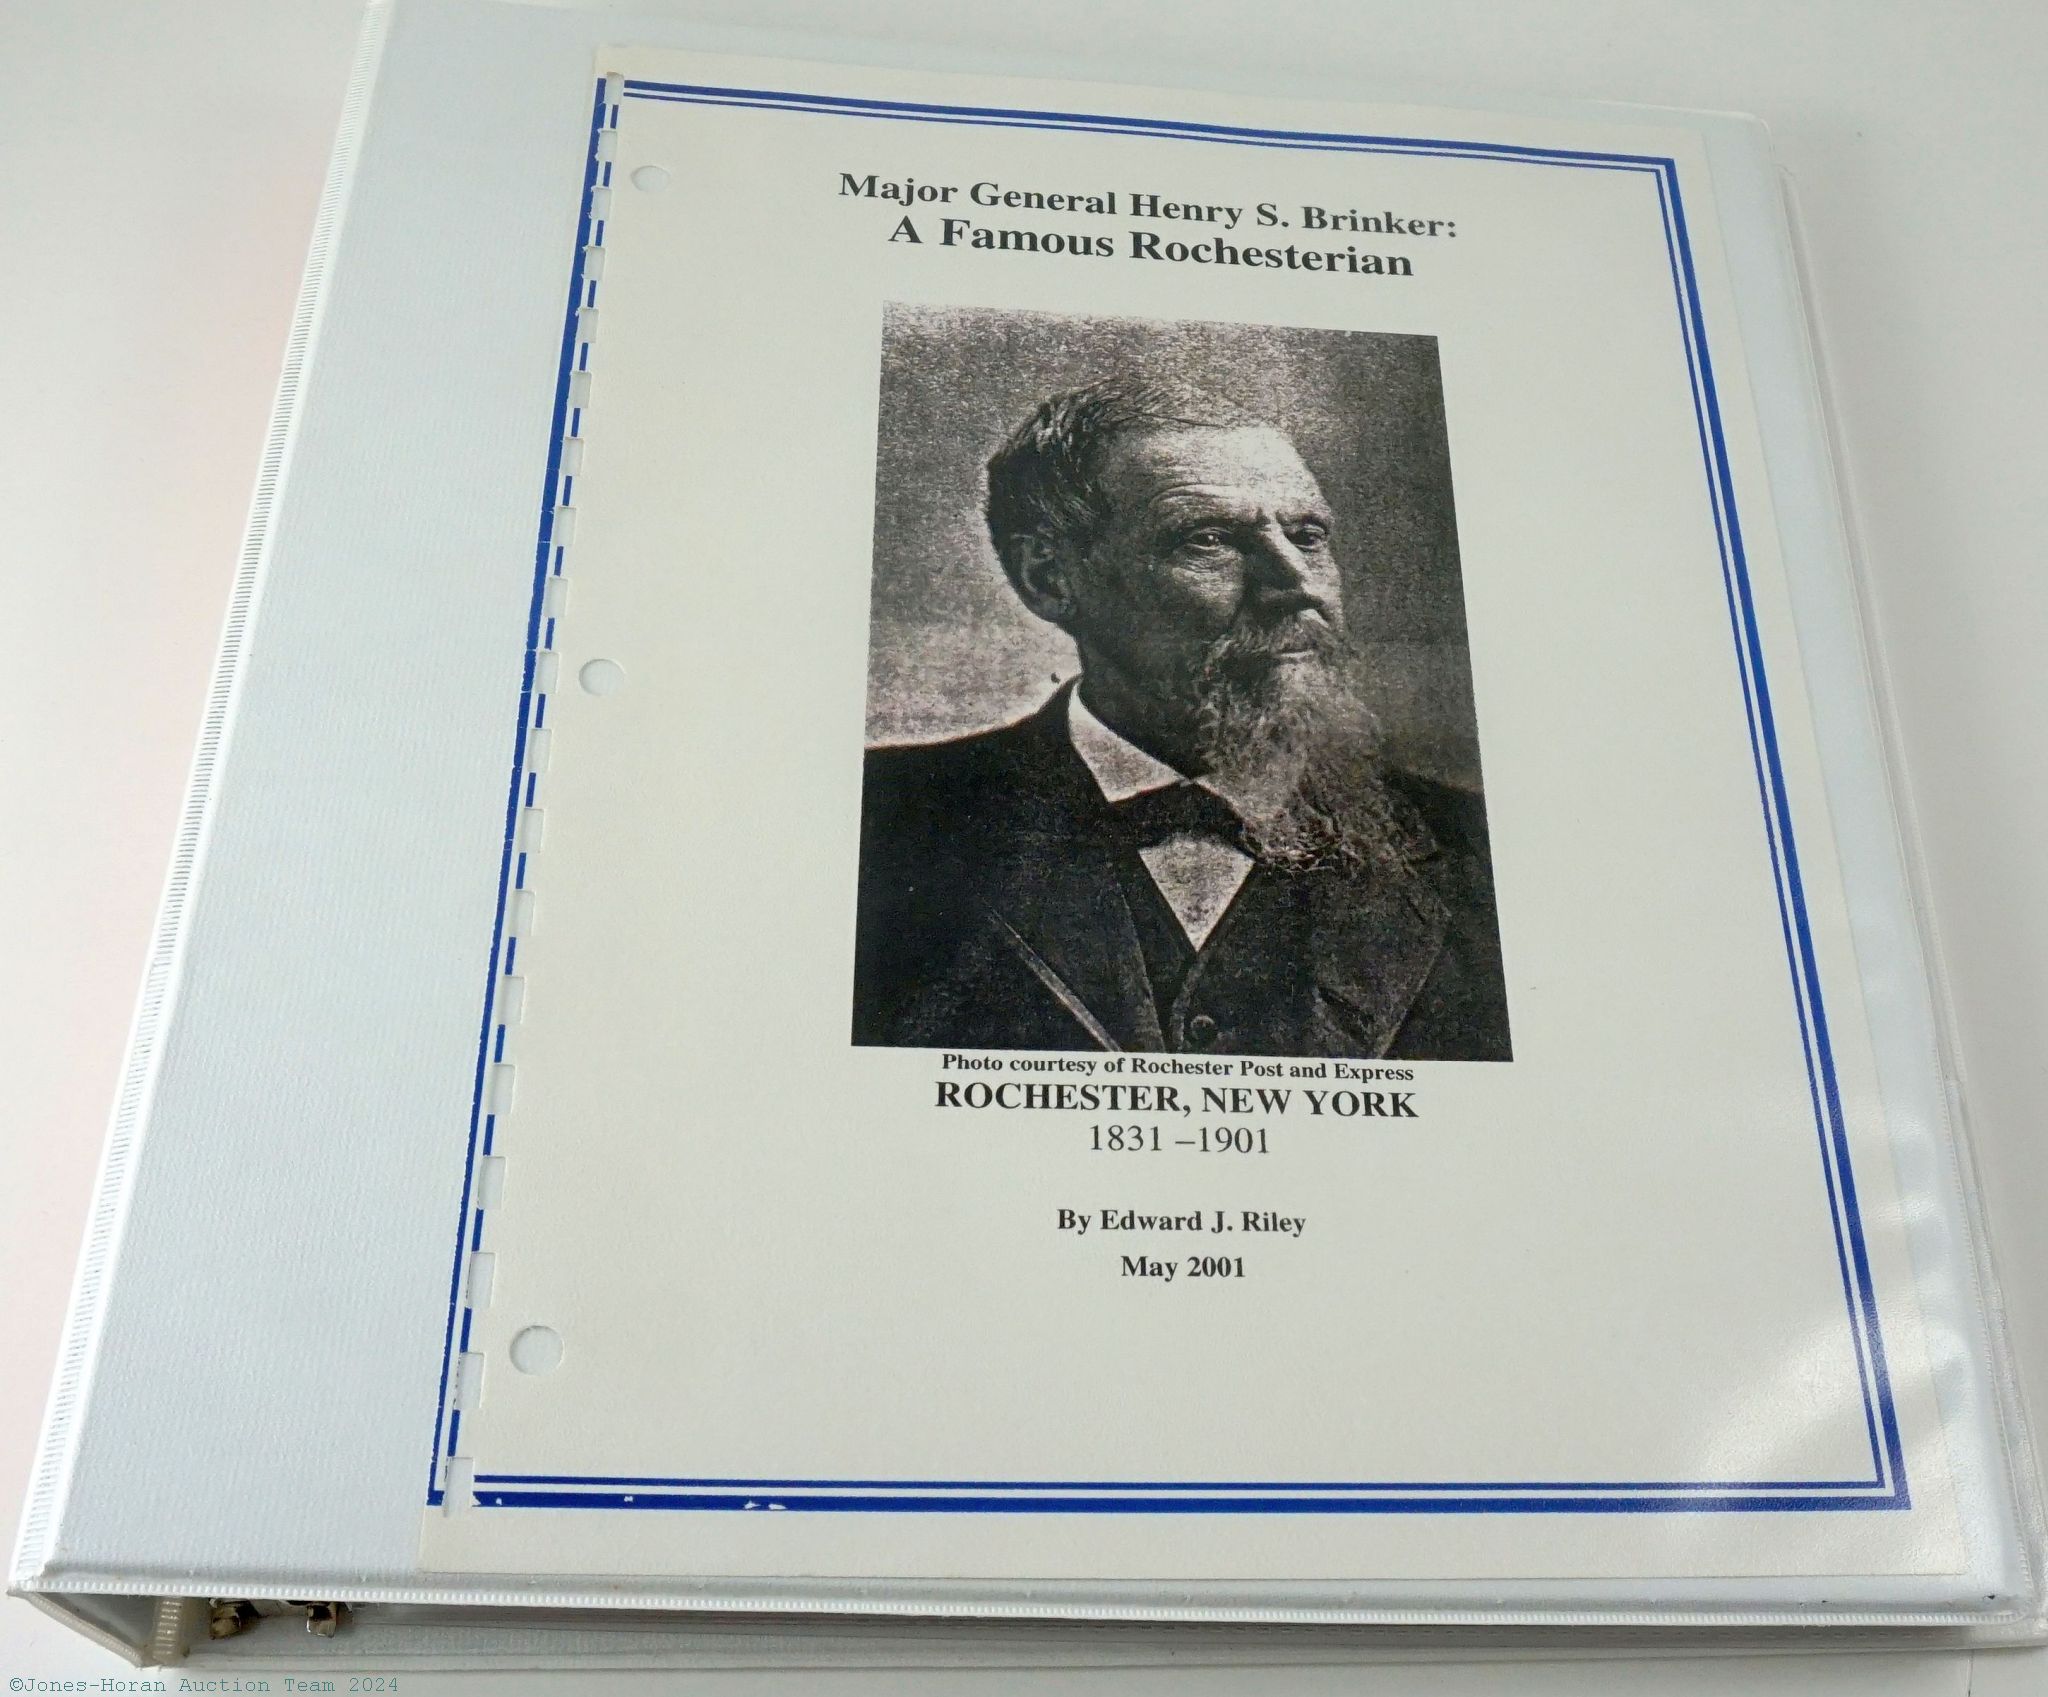 Major General Henry S. Brinker:
A Famous Rochesterian
Photo courtesy of Rochester Post and Express
ROCHESTER, NEW YORK
1831 –1901
By Edward J. Riley
May 2001
©Jones-Horan Auction Team 2024